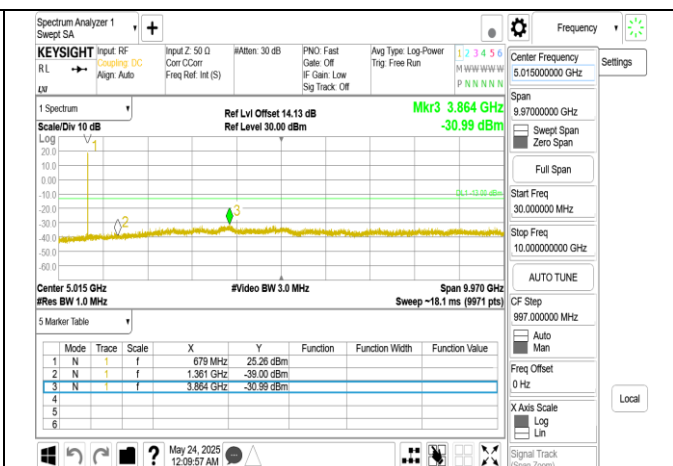 Spectrum Analyzer 1
Swept SA
+
Frequency
KEYSIGHT
RL
Input: RF
Coupling: DC
Align: Auto
Input Z: 50 Ω
Corr CCorr
Freq Ref: Int (S)
#Atten: 30 dB
PNO: Fast
Gate: Off
IF Gain: Low
Sig Track: Off
Avg Type: Log-Power
Trig: Free Run
1 2 3 4 5 6
M W W W W W
P N N N N N
LXI
Center Frequency
5.015000000 GHz
Settings
1 Spectrum
Scale/Div 10 dB
Ref Lvl Offset 14.13 dB
Ref Level 30.00 dBm
Mkr3 3.864 GHz
-30.99 dBm
Span
9.97000000 GHz
Swept Span
Zero Span
Full Span
Start Freq
30.000000 MHz
Stop Freq
10.000000000 GHz
AUTO TUNE
CF Step
997.000000 MHz
Auto
Man
Freq Offset
0 Hz
X Axis Scale
Log
Lin
Signal Track
(Span Zoom)
Local
Log
20.0
10.0
0.00
-10.0
-20.0
-30.0
-40.0
-50.0
-60.0
1
2
3
DL1 -13.00 dBm
Center 5.015 GHz
#Res BW 1.0 MHz
#Video BW 3.0 MHz
Span 9.970 GHz
Sweep ~18.1 ms (9971 pts)
5 Marker Table
Mode Trace Scale X Y Function Function Width Function Value
1 N 1 f 679 MHz 25.26 dBm
2 N 1 f 1.361 GHz -39.00 dBm
3 N 1 f 3.864 GHz -30.99 dBm
4
5
6
?
May 24, 2025
12:09:57 AM